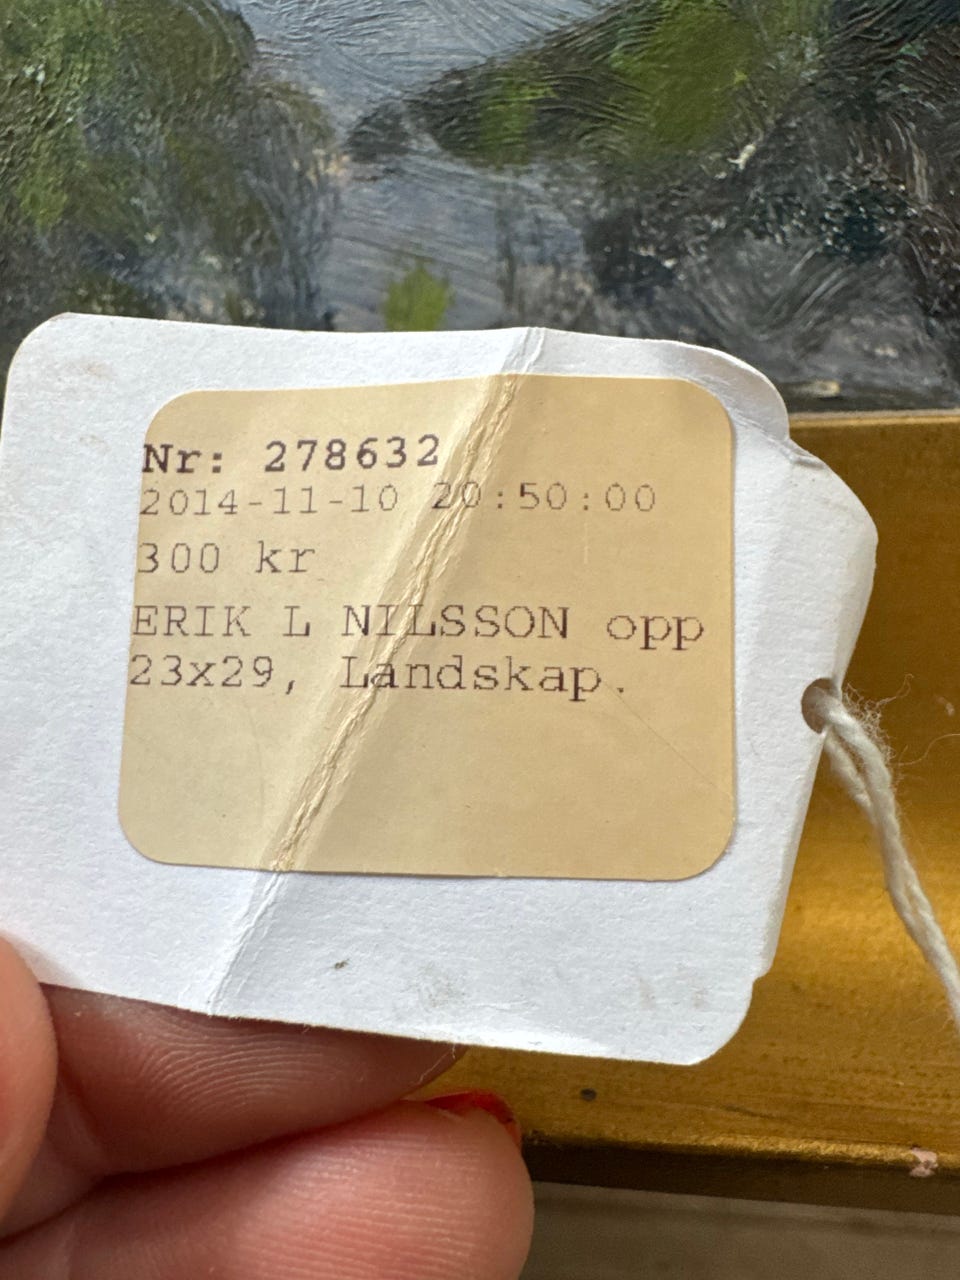 Nr: 278632
2014-11-10 20:50:00
300 kr
ERIK L NILSSON opp
23x29, Landskap.